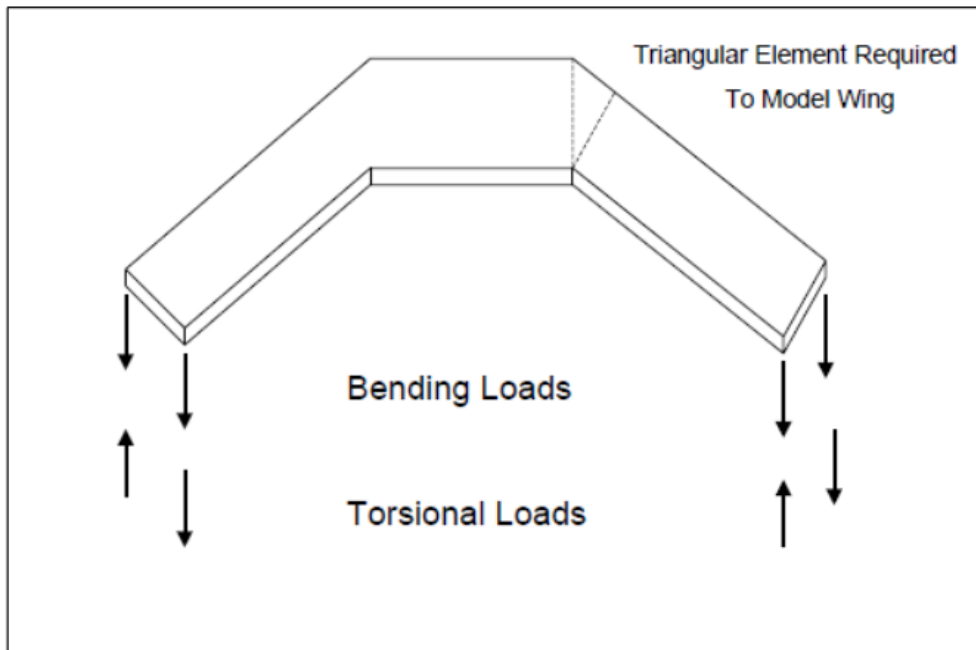 Triangular Element Required
To Model Wing
Bending Loads
Torsional Loads